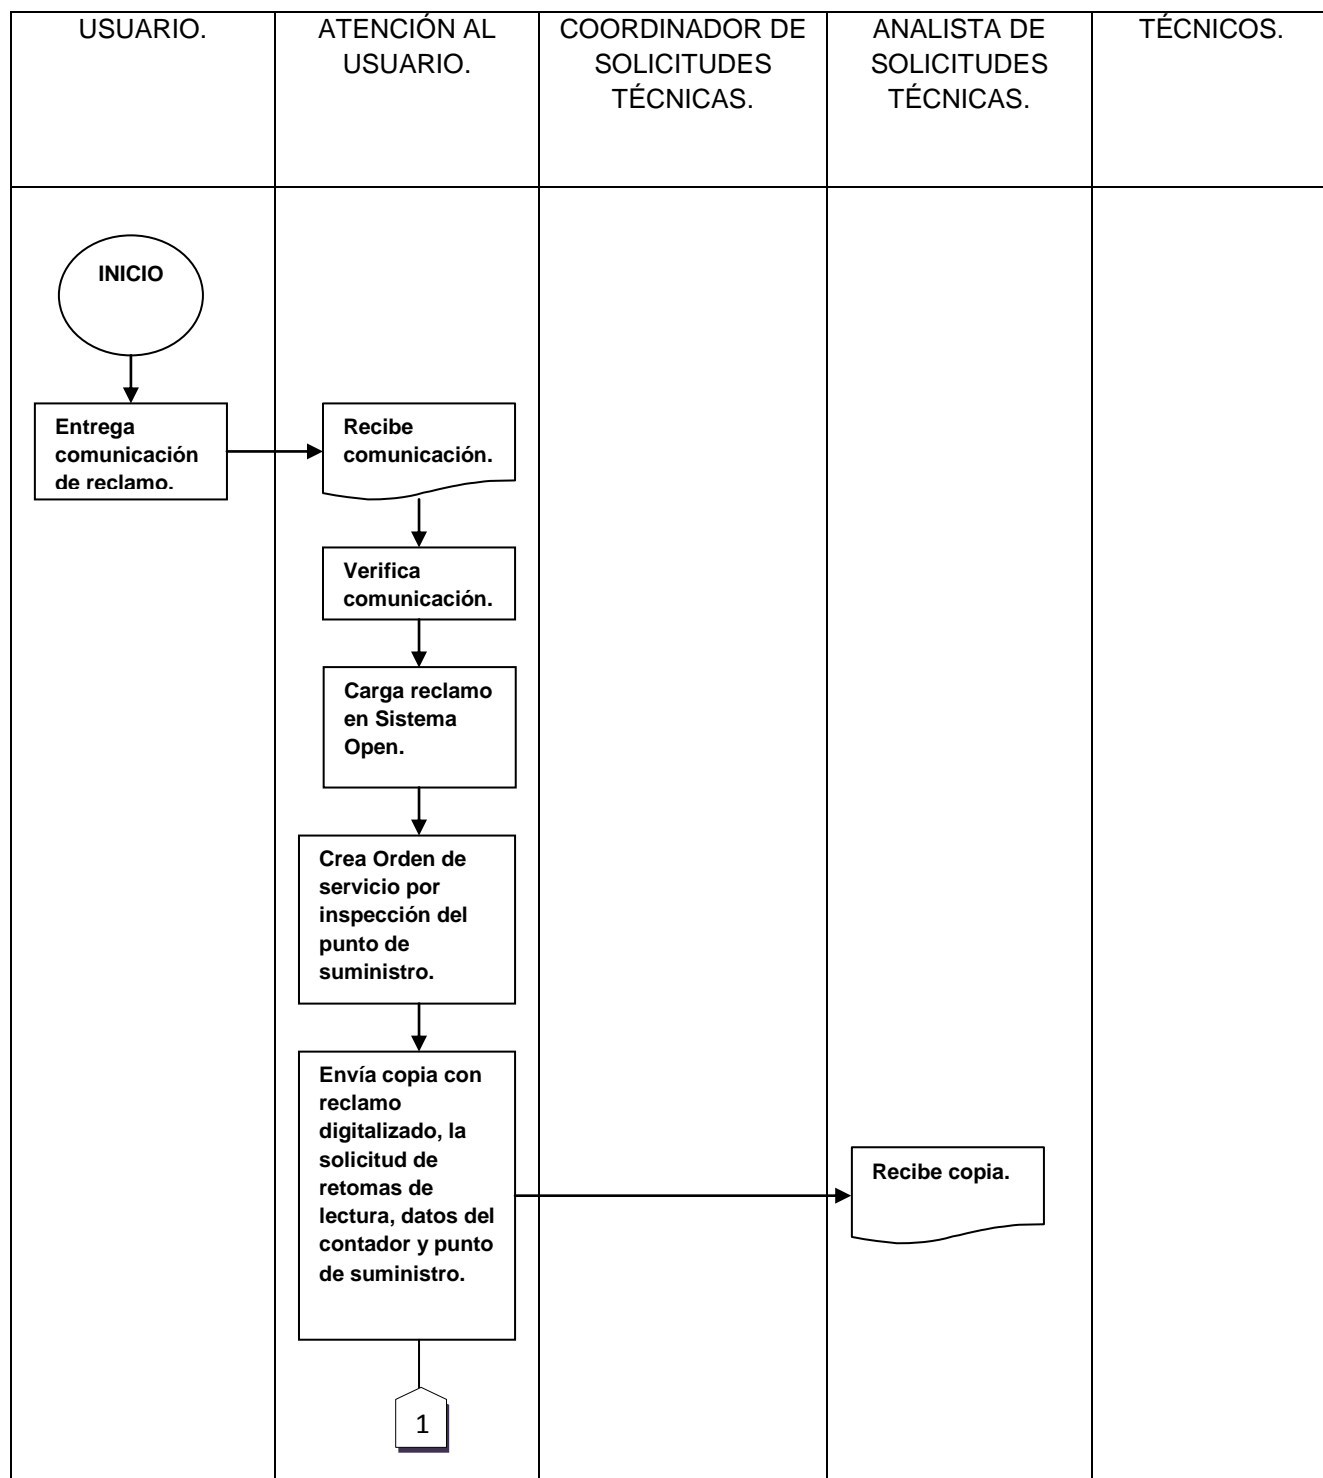 USUARIO.
ATENCIÓN AL
USUARIO.
COORDINADOR DE
SOLICITUDES
TÉCNICAS.
ANALISTA DE
SOLICITUDES
TÉCNICAS.
TÉCNICOS.
INICIO
Entrega
comunicación
de reclamo.
Recibe
comunicación.
Verifica
comunicación.
Carga reclamo
en Sistema
Open.
Crea Orden de
servicio por
inspección del
punto de
suministro.
Envía copia con
reclamo
digitalizado, la
solicitud de
retomas de
lectura, datos del
contador y punto
de suministro.
Recibe copia.
1